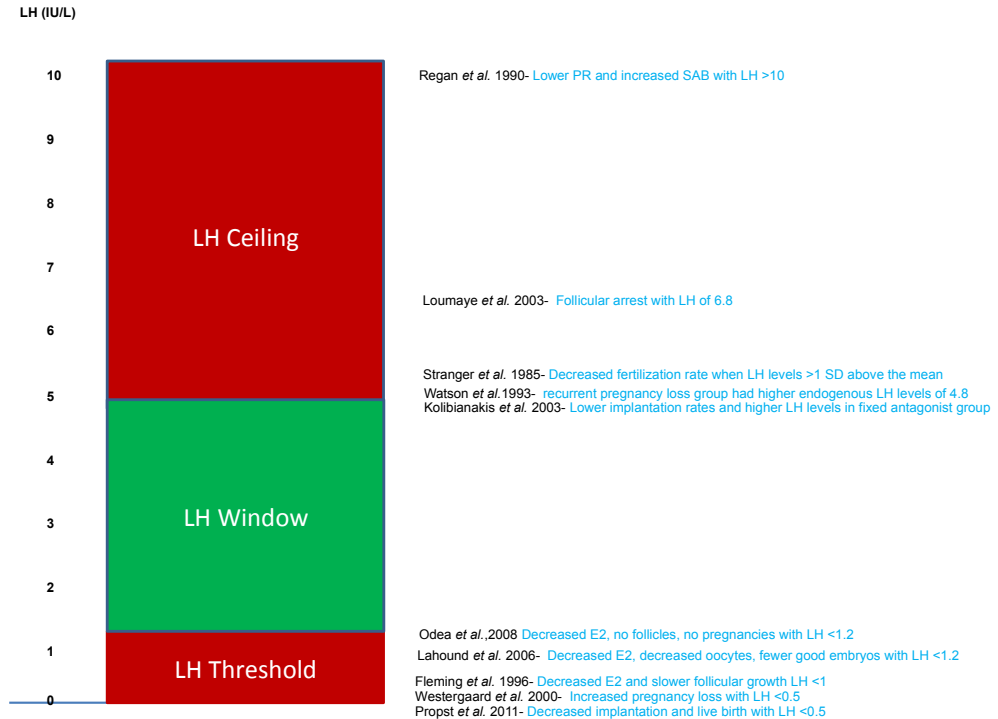 LH (IU/L)
10
Regan et al. 1990- Lower PR and increased SAB with LH >10
9
8
LH Ceiling
7
Loumaye et al. 2003- Follicular arrest with LH of 6.8
6
Stranger et al. 1985- Decreased fertilization rate when LH levels >1 SD above the mean
Watson et al.1993- recurrent pregnancy loss group had higher endogenous LH levels of 4.8
5
Kolibianakis et al. 2003- Lower implantation rates and higher LH levels in fixed antagonist group
4
LH Window
3
2
Odea et al.,2008 Decreased E2, no follicles, no pregnancies with LH <1.2
1
Lahound et al. 2006- Decreased E2, decreased oocytes, fewer good embryos with LH <1.2
LH Threshold
Fleming et al. 1996- Decreased E2 and slower follicular growth LH <1
Westergaard et al. 2000- Increased pregnancy loss with LH <0.5
0
Propst et al. 2011- Decreased implantation and live birth with LH <0.5